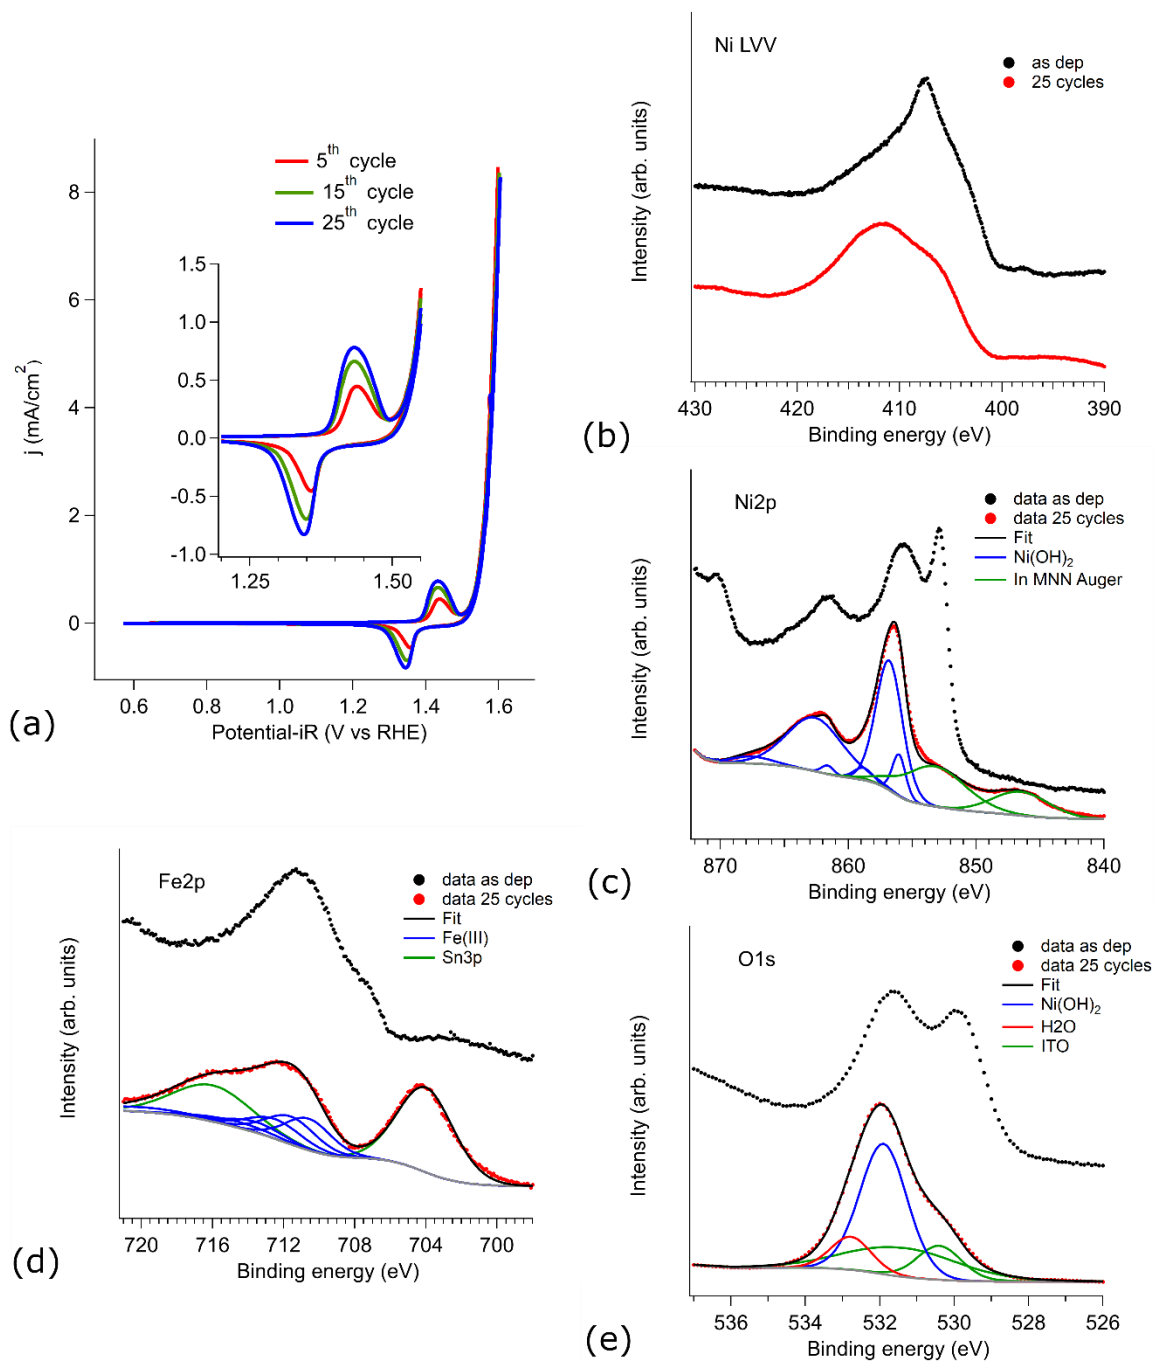 5th cycle
15th cycle
25th cycle
8
6
4
2
0
1.5
1.0
0.5
0.0
-0.5
-1.0
1.25
1.50
j (mA/cm2)
0.6 0.8 1.0 1.2 1.4 1.6
Potential-iR (V vs RHE)
(a)
Ni LVV
as dep
25 cycles
Intensity (arb. units)
430 420 410 400 390
Binding energy (eV)
(b)
Ni2p
data as dep
data 25 cycles
Fit
Ni(OH)2
In MNN Auger
Intensity (arb. units)
870 860 850 840
Binding energy (eV)
(c)
Fe2p
data as dep
data 25 cycles
Fit
Fe(III)
Sn3p
Intensity (arb. units)
720 716 712 708 704 700
Binding energy (eV)
(d)
O1s
data as dep
data 25 cycles
Fit
Ni(OH)2
H2O
ITO
Intensity (arb. units)
536 534 532 530 528 526
Binding energy (eV)
(e)